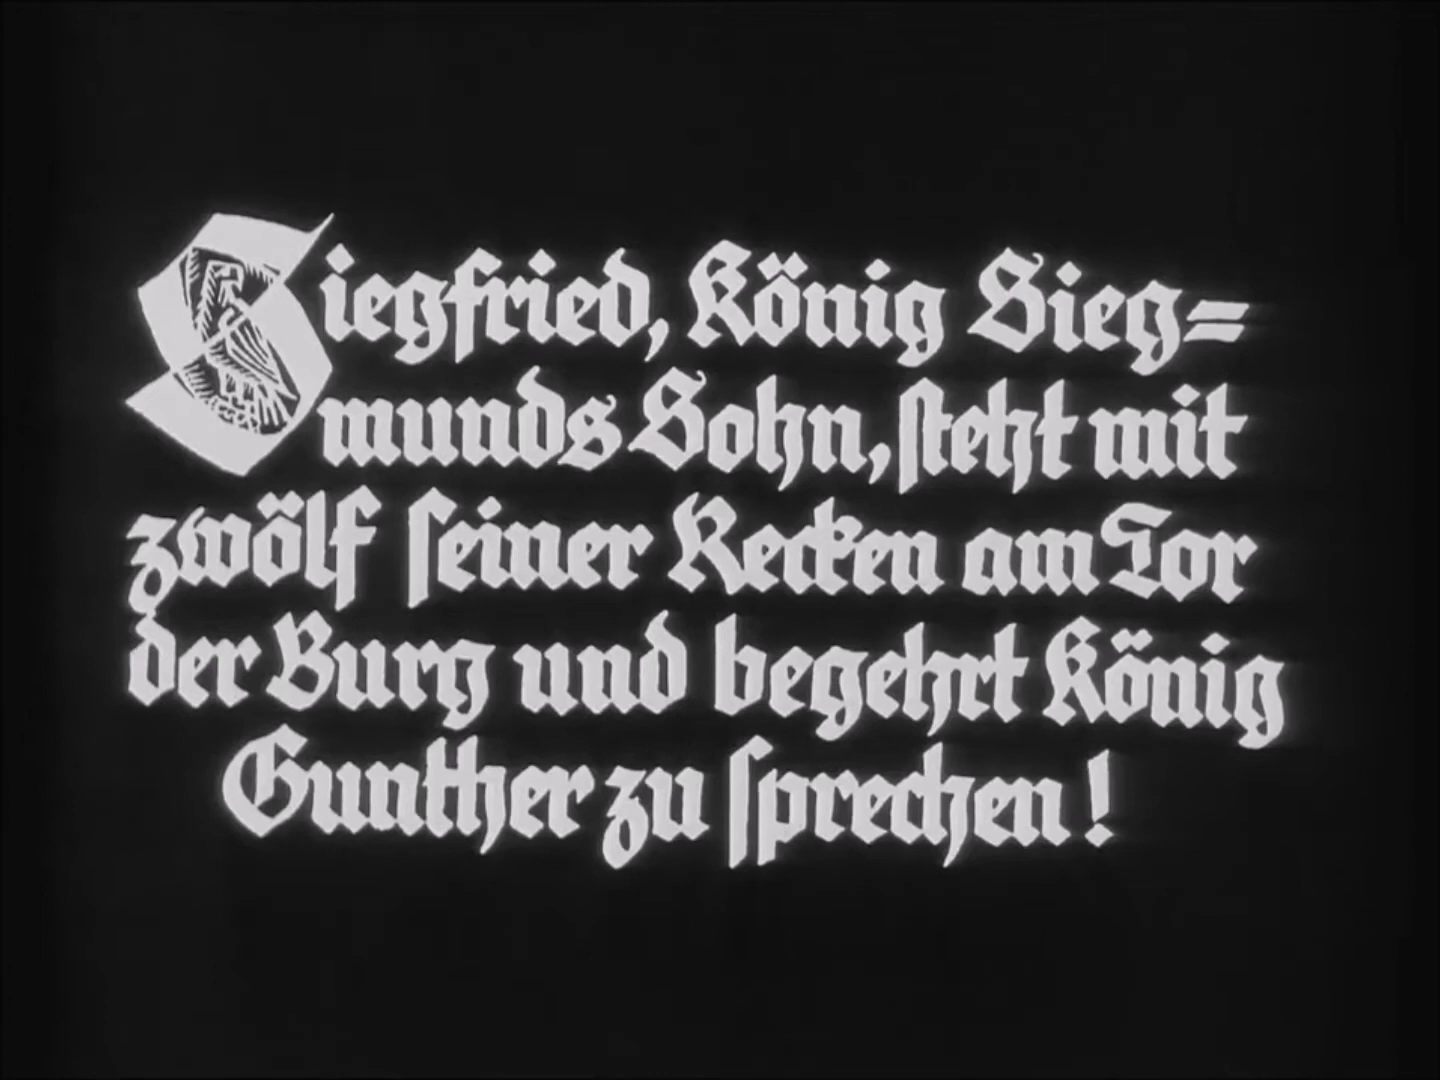 Siegfried, König Sieg=
munds Sohn, ſteht mit
zwölf ſeiner Recken am Tor
der Burg und begehrt König
Gunther zu ſprechen!